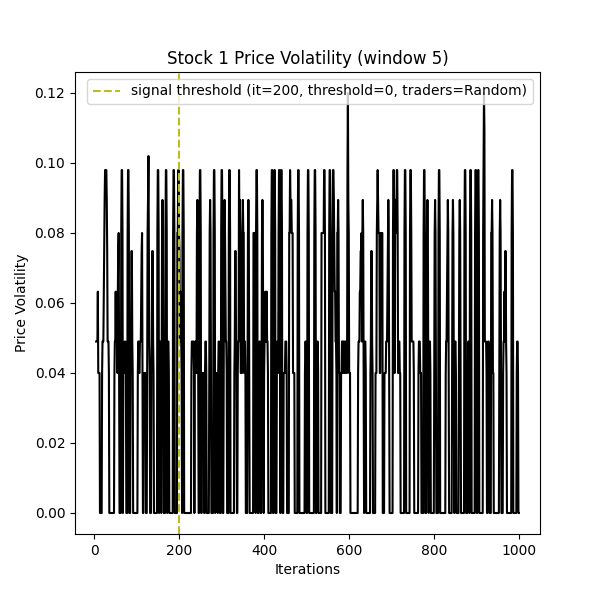 Stock 1 Price Volatility (window 5)
signal threshold (it=200, threshold=0, traders=Random)
Price Volatility
0.12
0.10
0.08
0.06
0.04
0.02
0.00
0 200 400 600 800 1000
Iterations